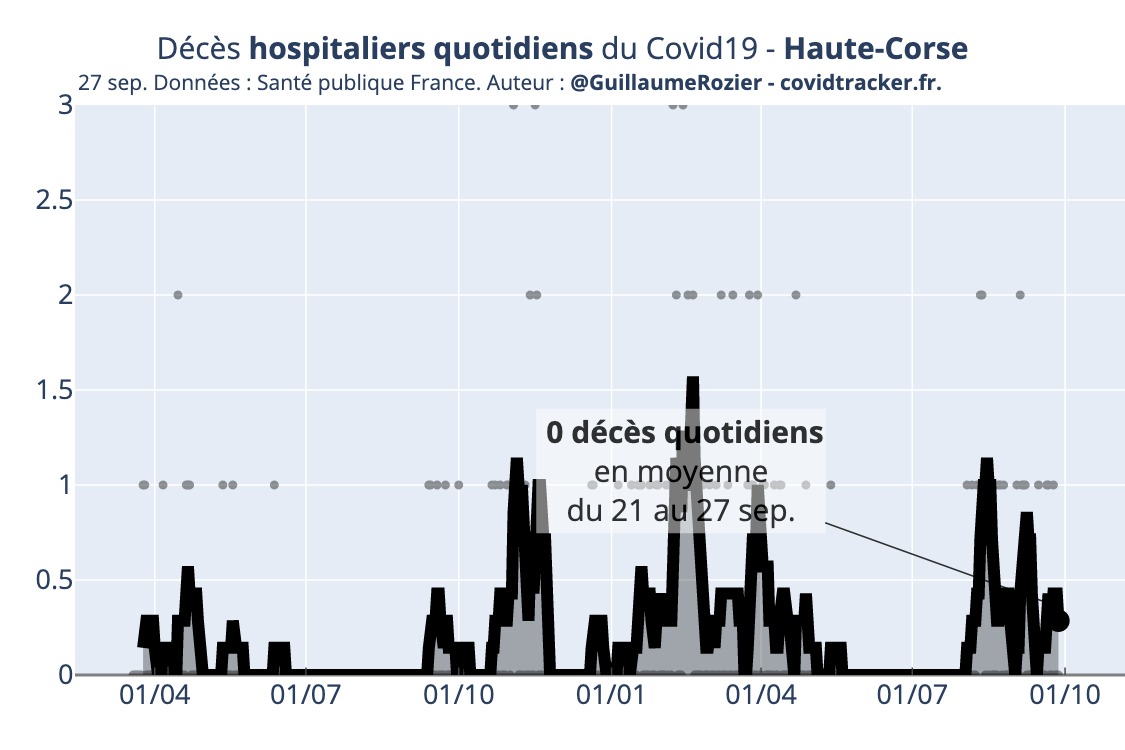 Décès hospitaliers quotidiens du Covid19 - Haute-Corse
27 sep. Données : Santé publique France. Auteur : @GuillaumeRozier - covidtracker.fr.
3
2.5
2
1.5
0 décès quotidiens
en moyenne
1
du 21 au 27 sep.
0.5
0
01/04 01/07 01/10 01/01 01/04 01/07 01/10